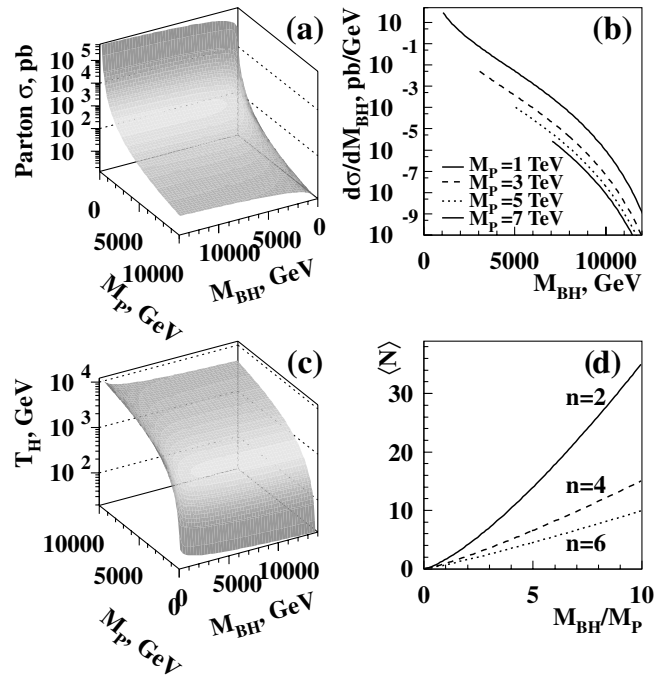 (a)
Parton σ, pb
10 5
10 4
10 3
10 2
10
0
5000
10000
M_P, GeV
10000
5000
0
M_BH, GeV
(b)
dσ/dM_BH, pb/GeV
10
10 -1
10 -3
10 -5
10 -7
10 -9
M_P=1 TeV
M_P=3 TeV
M_P=5 TeV
M_P=7 TeV
5000
10000
M_BH, GeV
(c)
T_H, GeV
10 4
10 3
10 2
10000
5000
0
M_P, GeV
0
5000
10000
M_BH, GeV
(d)
⟨N⟩
30
20
10
0
n=2
n=4
n=6
0
5
10
M_BH/M_P